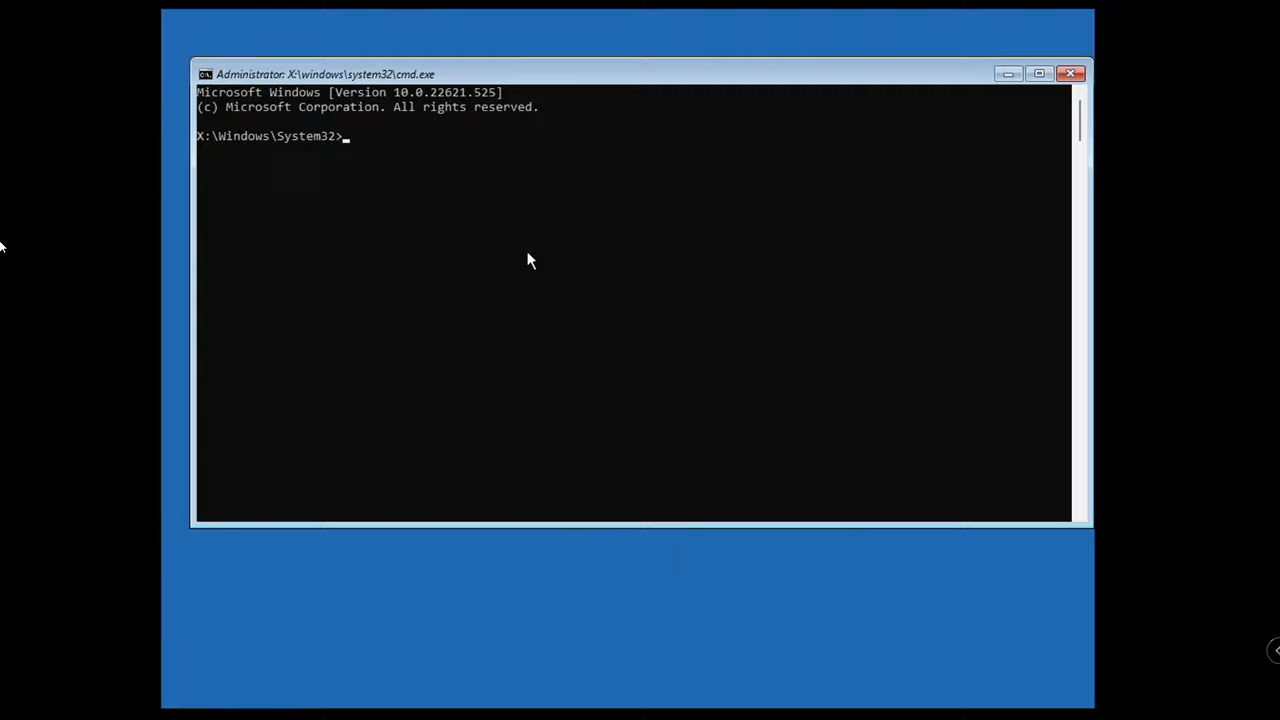 Administrator: X:\windows\system32\cmd.exe
Microsoft Windows [Version 10.0.22621.525]
(c) Microsoft Corporation. All rights reserved.
X:\Windows\System32>